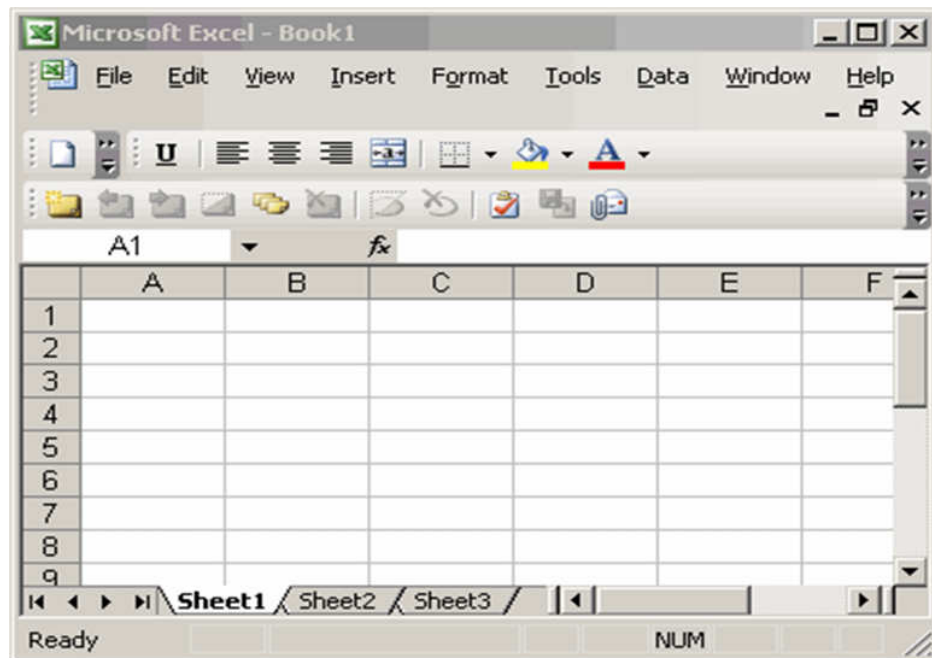 Microsoft Excel - Book1
File Edit View Insert Format Tools Data Window Help
U A
A1 fx
A B C D E F
1
2
3
4
5
6
7
8
9
Sheet1 Sheet2 Sheet3
Ready NUM